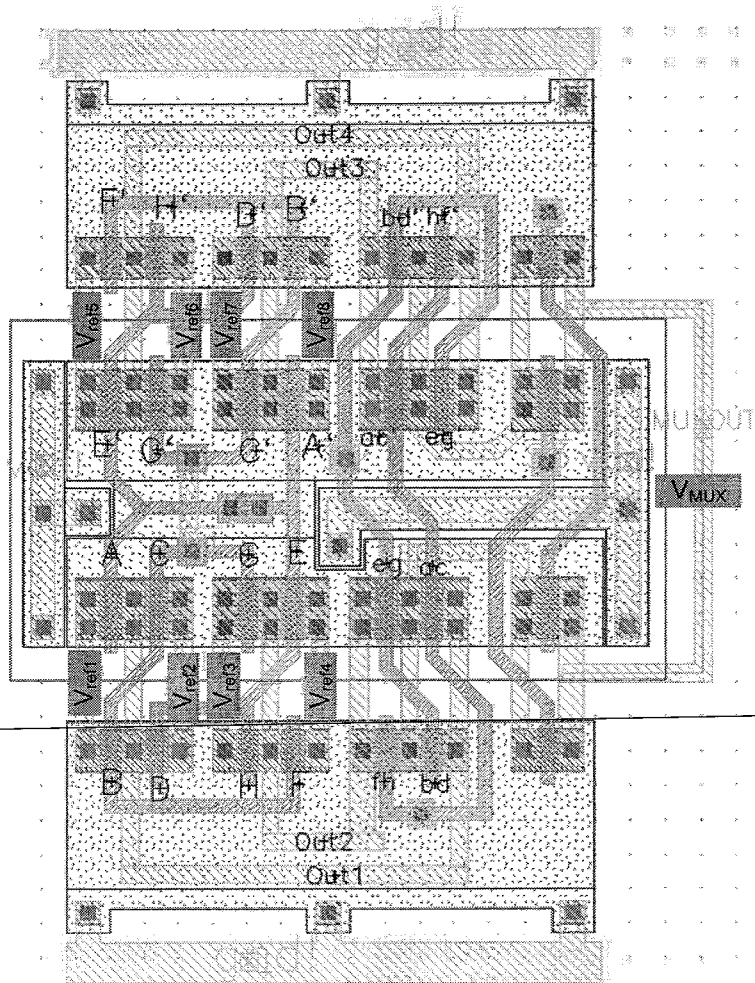 Out4
Out3
F' H' D' B' bd' hf'
Vref5 Vref6 Vref7 Vref8
E' G' C' A' ac' eg'
VMUX
A C G E eg ac
Vref1 Vref2 Vref3 Vref4
B D H F fh bd
Out2
Out1